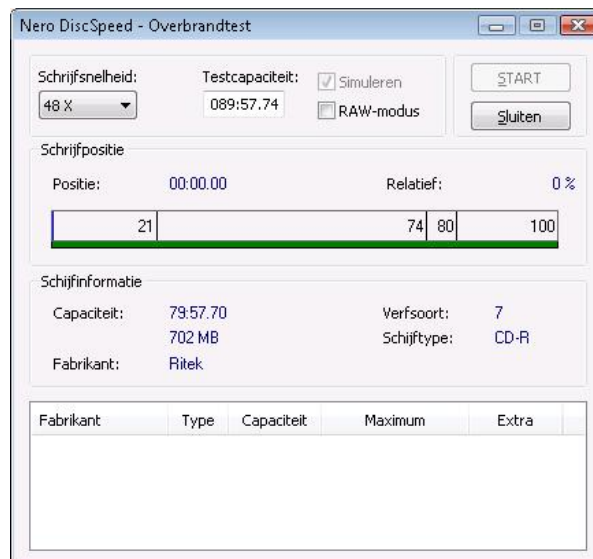 Nero DiscSpeed - Overbrandtest
Schrijfsnelheid: Testcapaciteit: Simuleren START
48 X 089:57.74 RAW-modus Sluiten
Schrijfpositie
Positie: 00:00.00 Relatief: 0 %
21 74 80 100
Schijfinformatie
Capaciteit: 79:57.70 Verfsoort: 7
702 MB Schijftype: CD-R
Fabrikant: Ritek
Fabrikant Type Capaciteit Maximum Extra